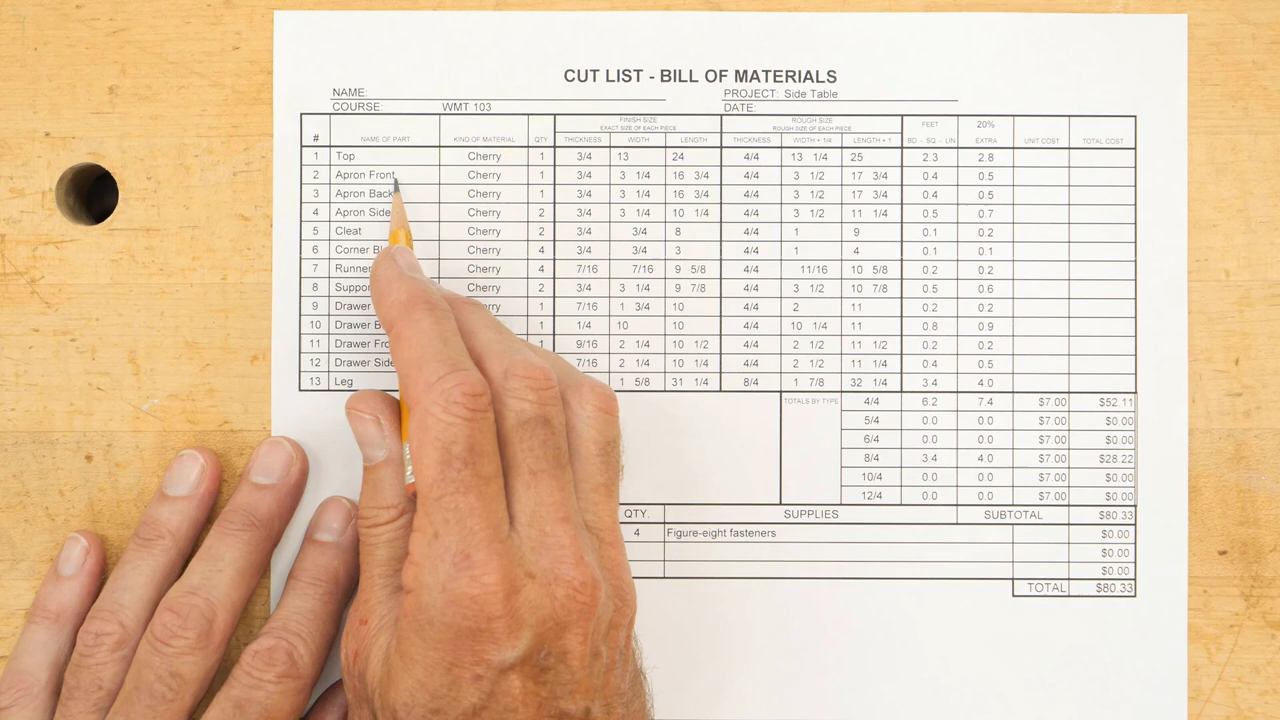 CUT LIST - BILL OF MATERIALS
NAME: PROJECT: Side Table
COURSE: WMT 103 DATE:
FINISH SIZE ROUGH SIZE FEET 20%
EXACT SIZE OF EACH PIECE ROUGH SIZE OF EACH PIECE
# NAME OF PART KIND OF MATERIAL QTY THICKNESS WIDTH LENGTH THICKNESS WIDTH + 1/4 LENGTH + 1 BD - SQ - LIN EXTRA UNIT COST TOTAL COST
1 Top Cherry 1 3/4 13 24 4/4 13 1/4 25 2.3 2.8
2 Apron Front Cherry 1 3/4 3 1/4 16 3/4 4/4 3 1/2 17 3/4 0.4 0.5
3 Apron Back Cherry 1 3/4 3 1/4 16 3/4 4/4 3 1/2 17 3/4 0.4 0.5
4 Apron Side Cherry 2 3/4 3 1/4 10 1/4 4/4 3 1/2 11 1/4 0.5 0.7
5 Cleat Cherry 2 3/4 3/4 8 4/4 1 9 0.1 0.2
6 Corner Cherry 4 3/4 3/4 3 4/4 1 4 0.1 0.1
7 Runner Cherry 4 7/16 7/16 9 5/8 4/4 11/16 10 5/8 0.2 0.2
8 Cherry 2 3/4 3 1/4 9 7/8 4/4 3 1/2 10 7/8 0.5 0.6
9 Drawer Cherry 1 7/16 1 3/4 10 4/4 2 11 0.2 0.2
10 Drawer 1 1/4 10 10 4/4 10 1/4 11 0.8 0.9
11 Drawer 1 9/16 2 1/4 10 1/2 4/4 2 1/2 11 1/2 0.2 0.2
12 Drawer Side 7/16 2 1/4 10 1/4 4/4 2 1/2 11 1/4 0.4 0.5
13 Leg 1 5/8 31 1/4 8/4 1 7/8 32 1/4 3.4 4.0
TOTALS BY TYPE 4/4 6.2 7.4 $7.00 $52.11
5/4 0.0 0.0 $7.00 $0.00
6/4 0.0 0.0 $7.00 $0.00
8/4 3.4 4.0 $7.00 $28.22
10/4 0.0 0.0 $7.00 $0.00
12/4 0.0 0.0 $7.00 $0.00
QTY. SUPPLIES SUBTOTAL $80.33
4 Figure-eight fasteners $0.00
$0.00
$0.00
TOTAL $80.33